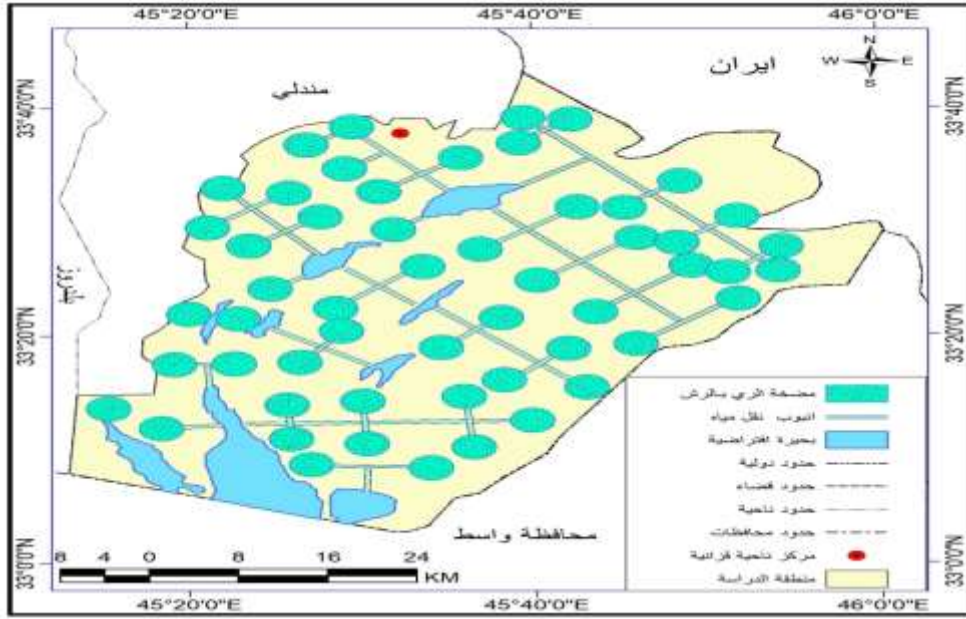 45°20'0"E 45°40'0"E 46°0'0"E
N
W E
S
ايران
مندلي
33°40'0"N 33°40'0"N
بلدروز
33°20'0"N 33°20'0"N
مضخة الري بالرش
انبوب نقل مياه
بحيرة افتراضية
حدود دولية
حدود قضاء
حدود ناحية
حدود محافظات
مركز ناحية قزانية
منطقة الدراسة
محافظة واسط
33°0'0"N 33°0'0"N
8 4 0 8 16 24
KM
45°20'0"E 45°40'0"E 46°0'0"E